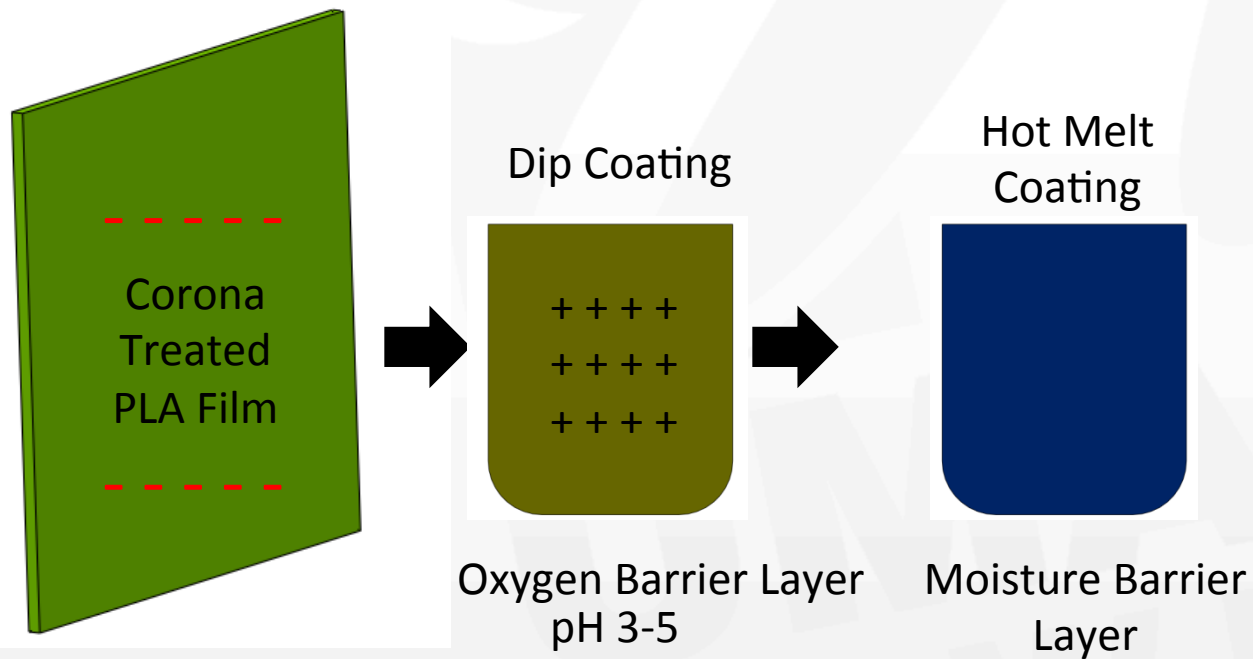 - - - - -
Corona
Treated
PLA Film
- - - - -
Dip Coating
+ + + +
+ + + +
+ + + +
Oxygen Barrier Layer
pH 3-5
Hot Melt
Coating
Moisture Barrier
Layer